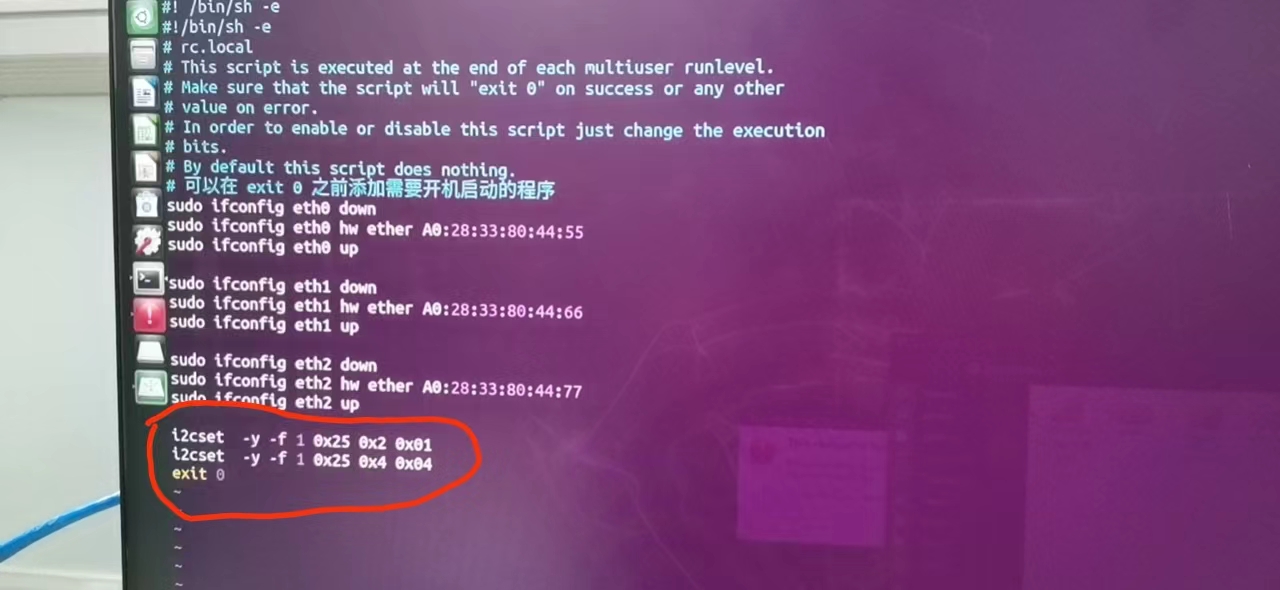 #! /bin/sh -e
#!/bin/sh -e
# rc.local
# This script is executed at the end of each multiuser runlevel.
# Make sure that the script will "exit 0" on success or any other
# value on error.
# In order to enable or disable this script just change the execution
# bits.
# By default this script does nothing.
# 可以在 exit 0 之前添加需要开机启动的程序
sudo ifconfig eth0 down
sudo ifconfig eth0 hw ether A0:28:33:80:44:55
sudo ifconfig eth0 up
sudo ifconfig eth1 down
sudo ifconfig eth1 hw ether A0:28:33:80:44:66
sudo ifconfig eth1 up
sudo ifconfig eth2 down
sudo ifconfig eth2 hw ether A0:28:33:80:44:77
sudo ifconfig eth2 up
i2cset -y -f 1 0x25 0x2 0x01
i2cset -y -f 1 0x25 0x4 0x04
exit 0
~
~
~
~
~